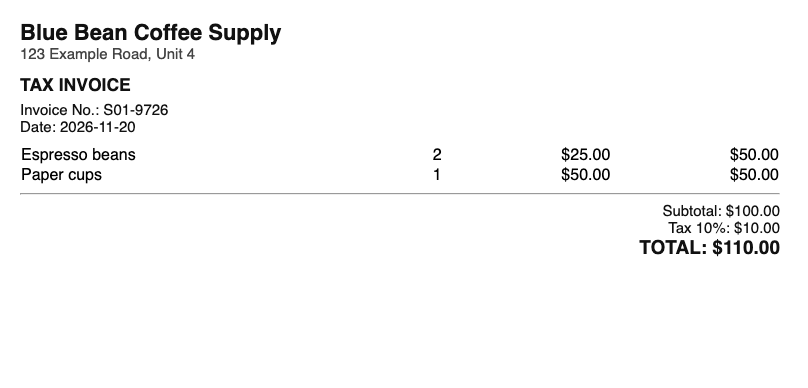 Blue Bean Coffee Supply
123 Example Road, Unit 4
TAX INVOICE
Invoice No.: S01-9726
Date: 2026-11-20
Espresso beans 2 $25.00 $50.00
Paper cups 1 $50.00 $50.00
Subtotal: $100.00
Tax 10%: $10.00
TOTAL: $110.00